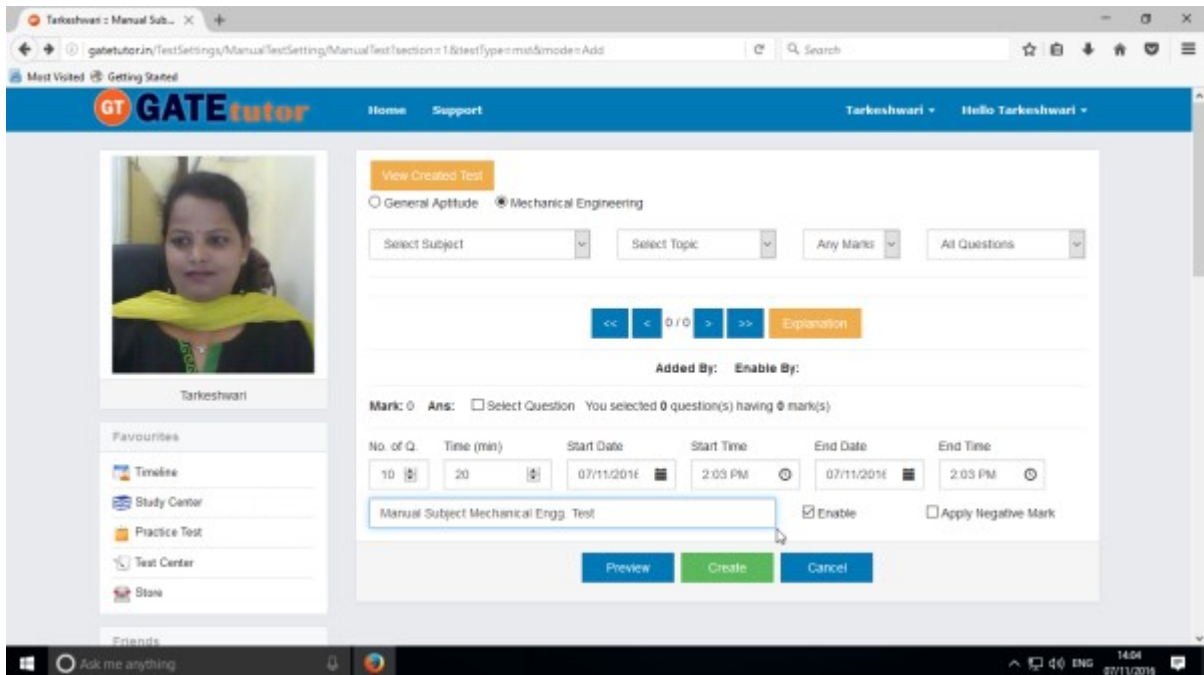 Tarkeshwari :: Manual Sub...
gatetutor.in/TestSettings/ManualTestSetting/ManualTest?section=1&testType=mst&mode=Add
Search
Most Visited Getting Started
GT GATEtutor Home Support Tarkeshwari Hello Tarkeshwari
View Created Test
General Aptitude Mechanical Engineering
Select Subject Select Topic Any Marks All Questions
<< < 0 / 0 > >> Explanation
Added By: Enable By:
Tarkeshwari
Mark: 0 Ans: Select Question You selected 0 question(s) having 0 mark(s)
Favourites
No. of Q. Time (min) Start Date Start Time End Date End Time
Timeline
10 20 07/11/2016 2:03 PM 07/11/2016 2:03 PM
Study Center
Manual Subject Mechanical Engg. Test Enable Apply Negative Mark
Practice Test
Test Center
Preview Create Cancel
Store
Friends
Ask me anything ENG 14:04
07/11/2016